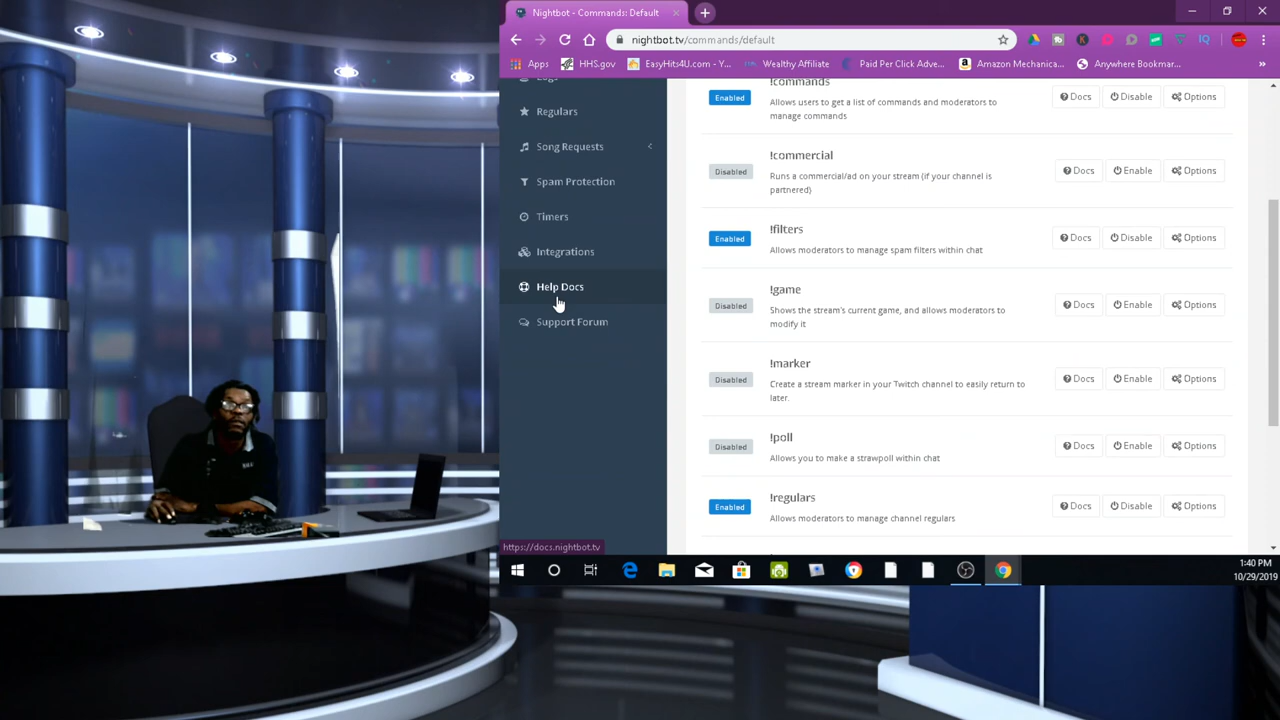 Nightbot - Commands: Default
nightbot.tv/commands/default
Apps
HHS.gov
EasyHits4U.com - Y...
Wealthy Affiliate
Paid Per Click Adve...
Amazon Mechanica...
Anywhere Bookmar...
Logs
Regulars
Song Requests
Spam Protection
Timers
Integrations
Help Docs
Support Forum
!commands
Enabled
Allows users to get a list of commands and moderators to
manage commands
Docs
Disable
Options
!commercial
Disabled
Runs a commercial/ad on your stream (if your channel is
partnered)
Docs
Enable
Options
!filters
Enabled
Allows moderators to manage spam filters within chat
Docs
Disable
Options
!game
Disabled
Shows the stream's current game, and allows moderators to
modify it
Docs
Enable
Options
!marker
Disabled
Create a stream marker in your Twitch channel to easily return to
later.
Docs
Enable
Options
!poll
Disabled
Allows you to make a strawpoll within chat
Docs
Enable
Options
!regulars
Enabled
Allows moderators to manage channel regulars
Docs
Disable
Options
https://docs.nightbot.tv
1:40 PM
10/29/2019